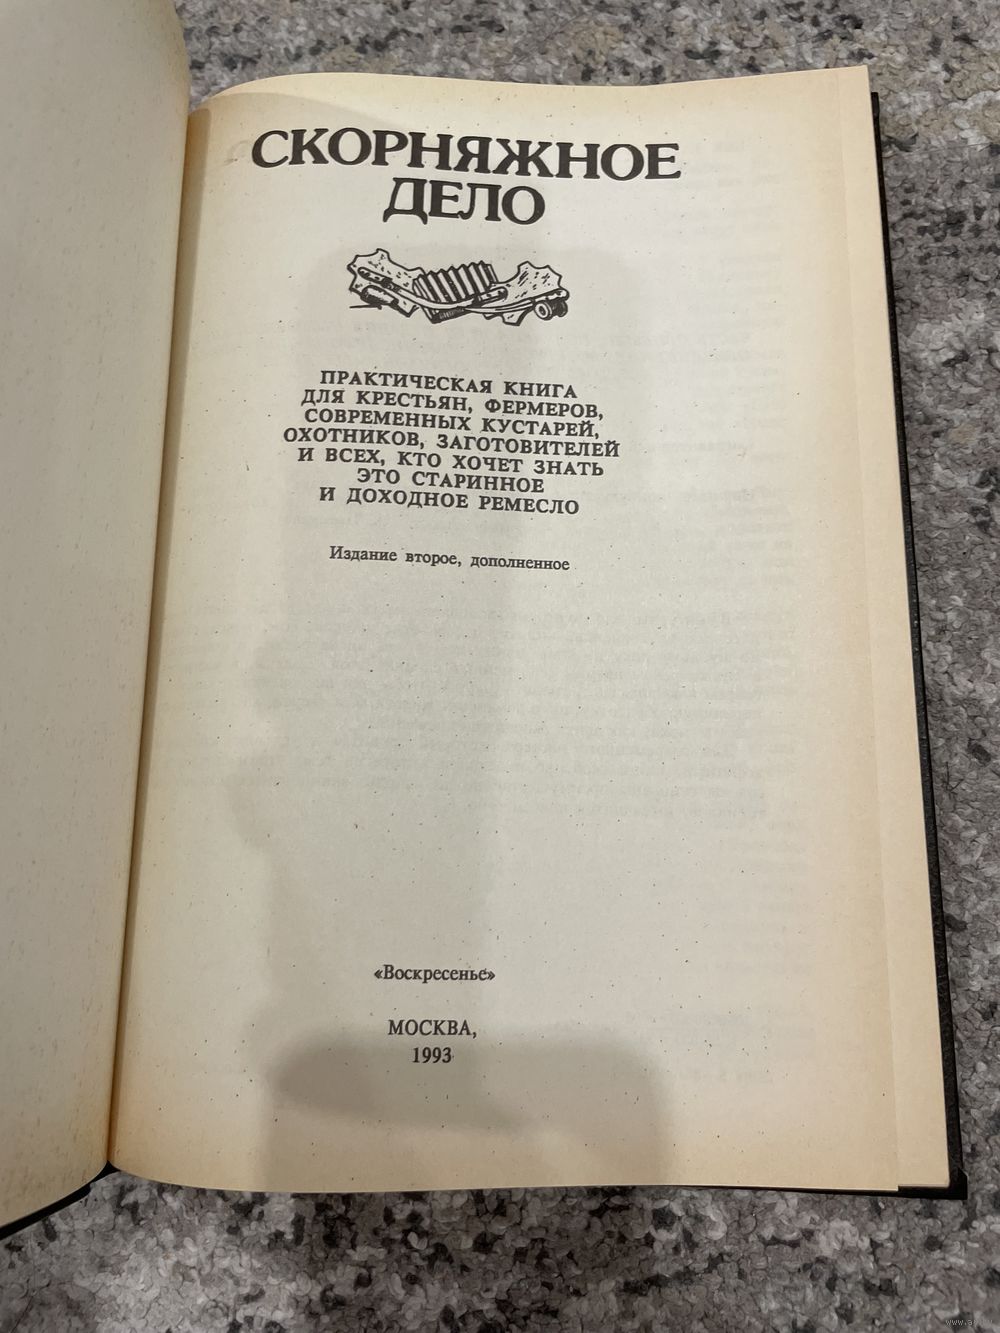 СКОРНЯЖНОЕ
ДЕЛО
ПРАКТИЧЕСКАЯ КНИГА
ДЛЯ КРЕСТЬЯН, ФЕРМЕРОВ,
СОВРЕМЕННЫХ КУСТАРЕЙ,
ОХОТНИКОВ, ЗАГОТОВИТЕЛЕЙ
И ВСЕХ, КТО ХОЧЕТ ЗНАТЬ
ЭТО СТАРИННОЕ
И ДОХОДНОЕ РЕМЕСЛО
Издание второе, дополненное
«Воскресенье»
МОСКВА,
1993